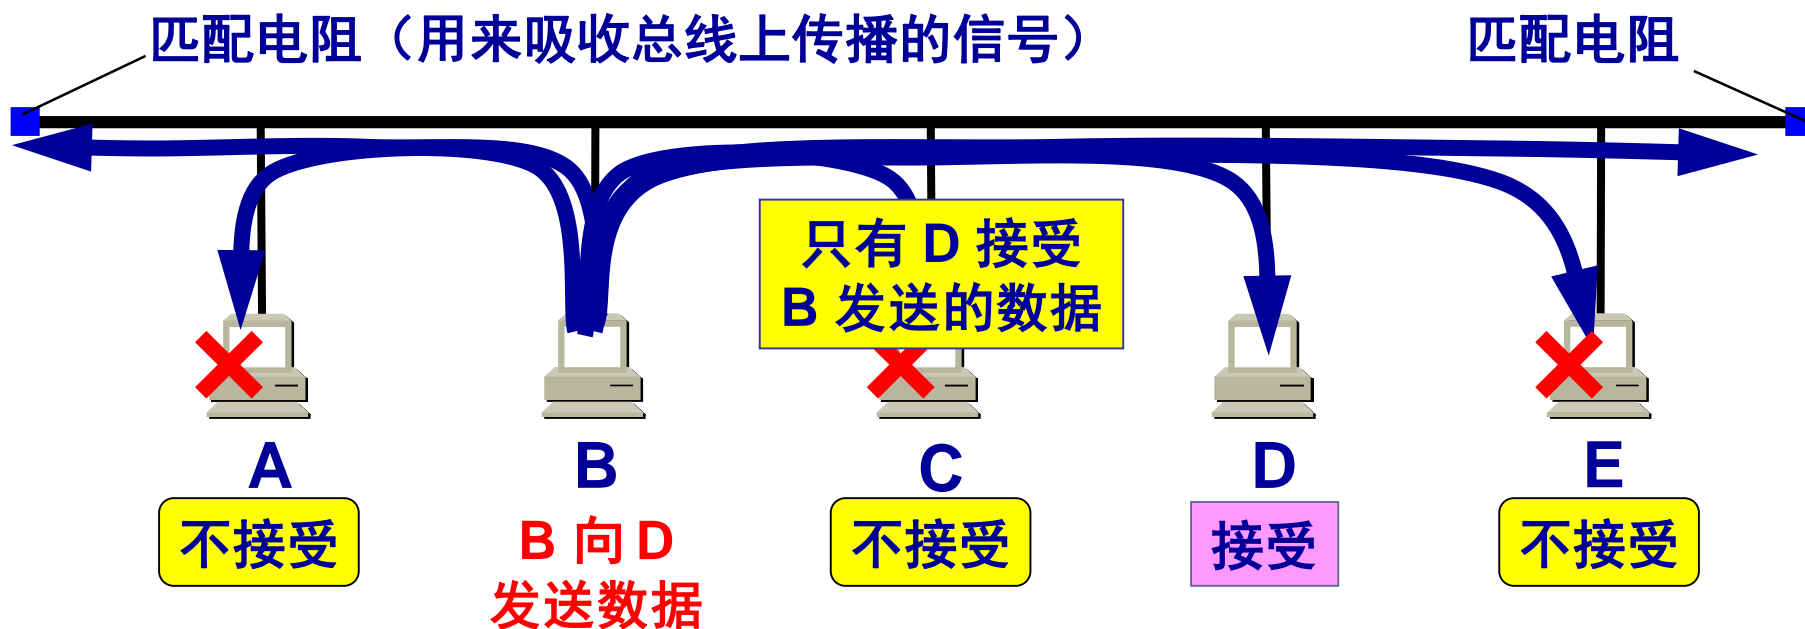 匹配电阻（用来吸收总线上传播的信号）
匹配电阻
只有 D 接受
B 发送的数据
A
B
C
D
E
不接受
B 向 D
发送数据
不接受
接受
不接受